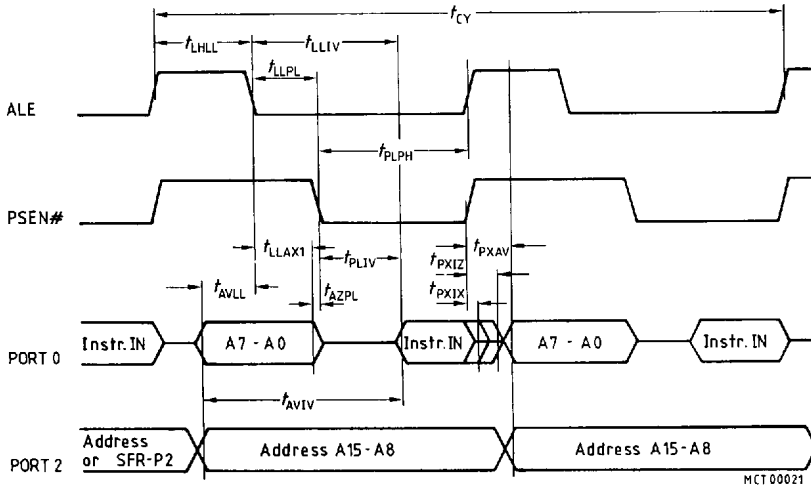 tCY
tLHLL
tLLIV
tLLPL
ALE
tPLPH
PSEN#
tLLAX1
tPLIV
tPXAV
tPXIZ
tAVLL
tAZPL
tPXIX
PORT 0
Instr. IN
A7 - A0
Instr. IN
A7 - A0
Instr. IN
tAVIV
PORT 2
Address
or SFR-P2
Address A15-A8
Address A15-A8
MCT00021